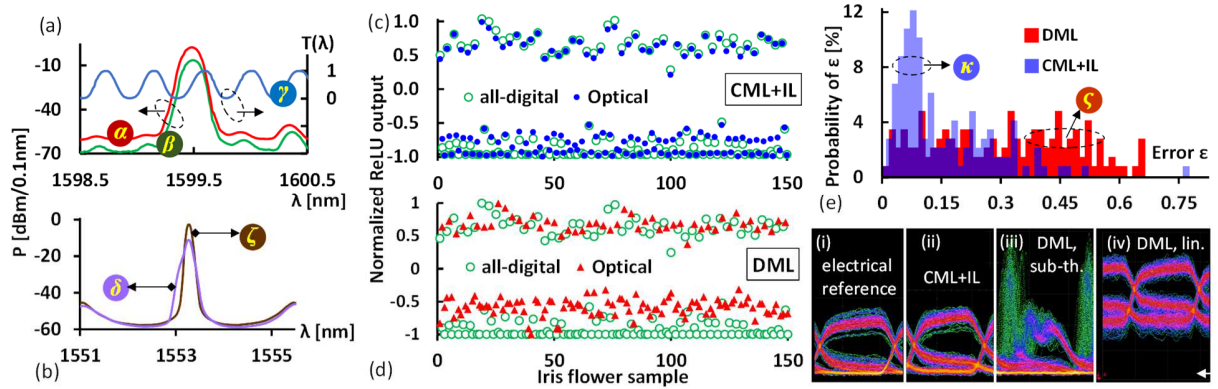 (a)
T(λ)
P [dBm/0.1nm]
10
-10
-30
-50
-70
1
0
α
β
γ
1598.5
1599.5
1600.5
λ [nm]
0
-20
-40
-60
ζ
δ
λ [nm]
1551
1553
1555
(b)
(c)
Normalized ReLU output
1.0
0.5
0
-0.5
-1.0
all-digital
Optical
CML+IL
0
50
100
150
1
0.5
0
-0.5
-1
all-digital
Optical
DML
0
50
100
150
(d)
Iris flower sample
Probability of ε [%]
12
8
4
0
κ
DML
CML+IL
ς
Error ε
0
0.15
0.3
0.45
0.6
0.75
(e)
(i)
electrical
reference
(ii)
CML+IL
(iii)
DML,
sub-th.
(iv) DML, lin.